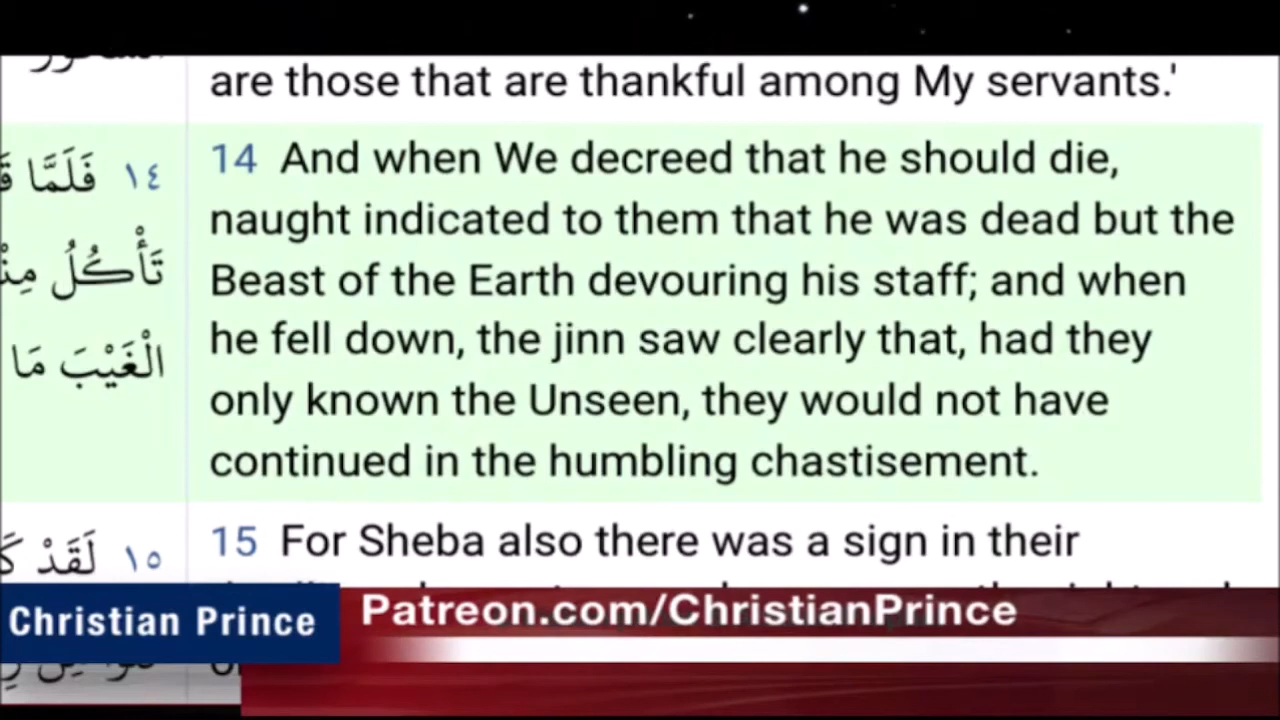 are those that are thankful among My servants.'
١٤ فَلَمَّا
14 And when We decreed that he should die,
naught indicated to them that he was dead but the
تَأْكُلُ
Beast of the Earth devouring his staff; and when
he fell down, the jinn saw clearly that, had they
الْغَيْبَ مَا
only known the Unseen, they would not have
continued in the humbling chastisement.
١٥ لَقَدْ
15 For Sheba also there was a sign in their
Christian Prince
Patreon.com/ChristianPrince